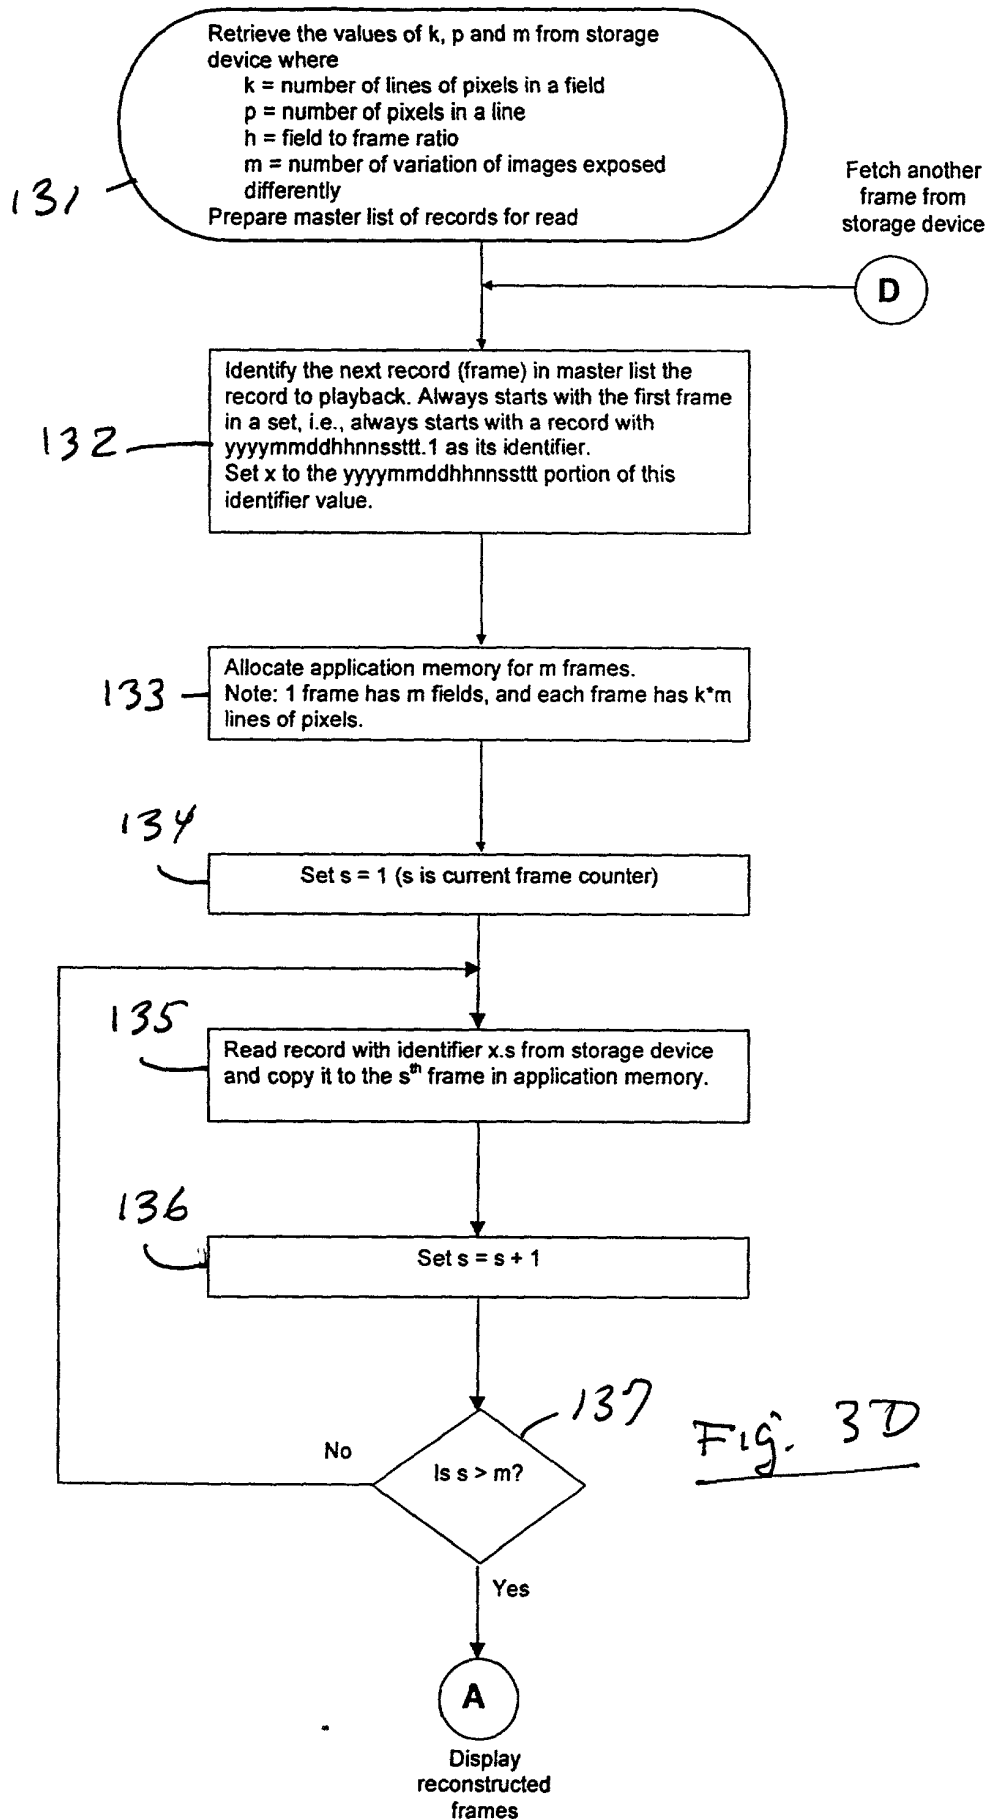 Retrieve the values of k, p and m from storage
device where
k = number of lines of pixels in a field
p = number of pixels in a line
h = field to frame ratio
m = number of variation of images exposed
differently
Prepare master list of records for read
131
Fetch another
frame from
storage device
D
Identify the next record (frame) in master list the
record to playback. Always starts with the first frame
in a set, i.e., always starts with a record with
yyyymmddhhnnssttt.1 as its identifier.
Set x to the yyyymmddhhnnssttt portion of this
identifier value.
132
Allocate application memory for m frames.
Note: 1 frame has m fields, and each frame has k*m
lines of pixels.
133
134
Set s = 1 (s is current frame counter)
135
Read record with identifier x.s from storage device
and copy it to the sth frame in application memory.
136
Set s = s + 1
137
Is s > m?
No
Yes
Fig. 3D
A
Display
reconstructed
frames